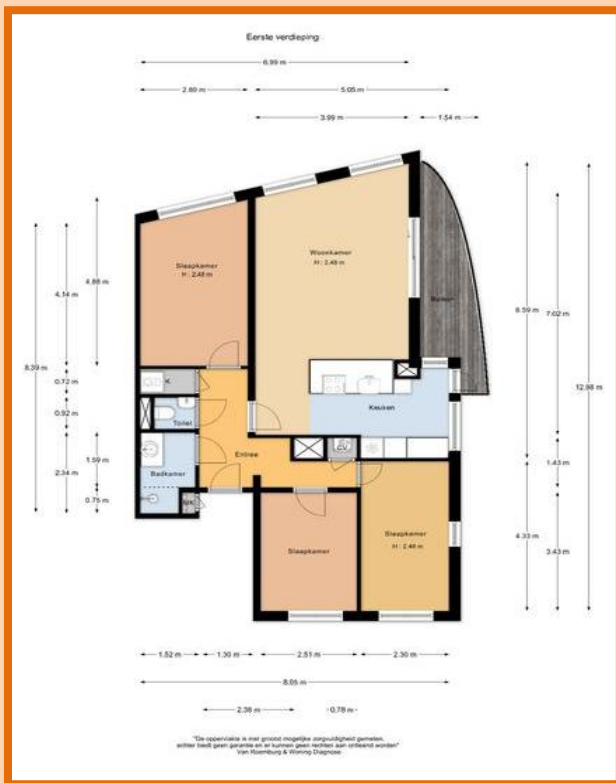 Eerste verdieping
6.99 m
2.89 m
5.05 m
3.99 m
1.54 m
Woonkamer
H : 2.48 m
Slaapkamer
H : 2.48 m
Balkon
8.39 m
4.14 m
4.88 m
8.59 m
7.02 m
12.98 m
K
0.72 m
0.92 m
Toilet
Keuken
Entree
CV
1.59 m
2.34 m
0.75 m
Badkamer
MK
1.43 m
4.33 m
3.43 m
Slaapkamer
H : 2.48 m
Slaapkamer
1.52 m
1.30 m
2.51 m
2.30 m
8.05 m
2.38 m
0.78 m
"De oppervlakte is met grootst mogelijke zorgvuldigheid gemeten,
echter biedt geen garantie en er kunnen geen rechten aan ontleend worden"
Van Roemburg & Woning Diagnose